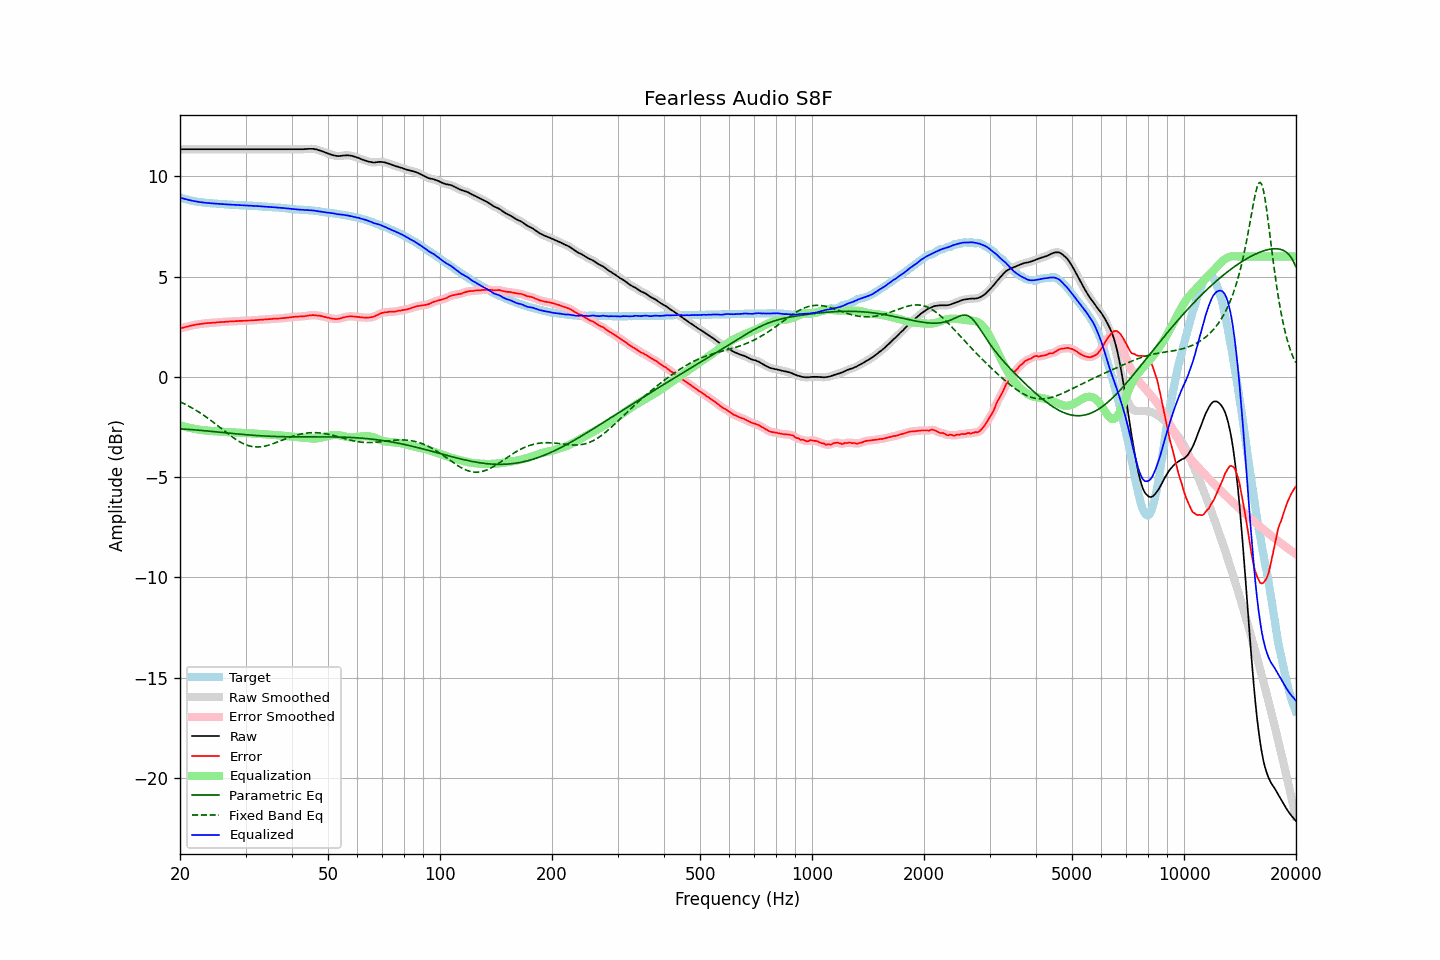 Fearless Audio S8F
Amplitude (dBr)
10
5
0
−5
−10
−15
−20
Target
Raw Smoothed
Error Smoothed
Raw
Error
Equalization
Parametric Eq
Fixed Band Eq
Equalized
20 50 100 200 500 1000 2000 5000 10000 20000
Frequency (Hz)